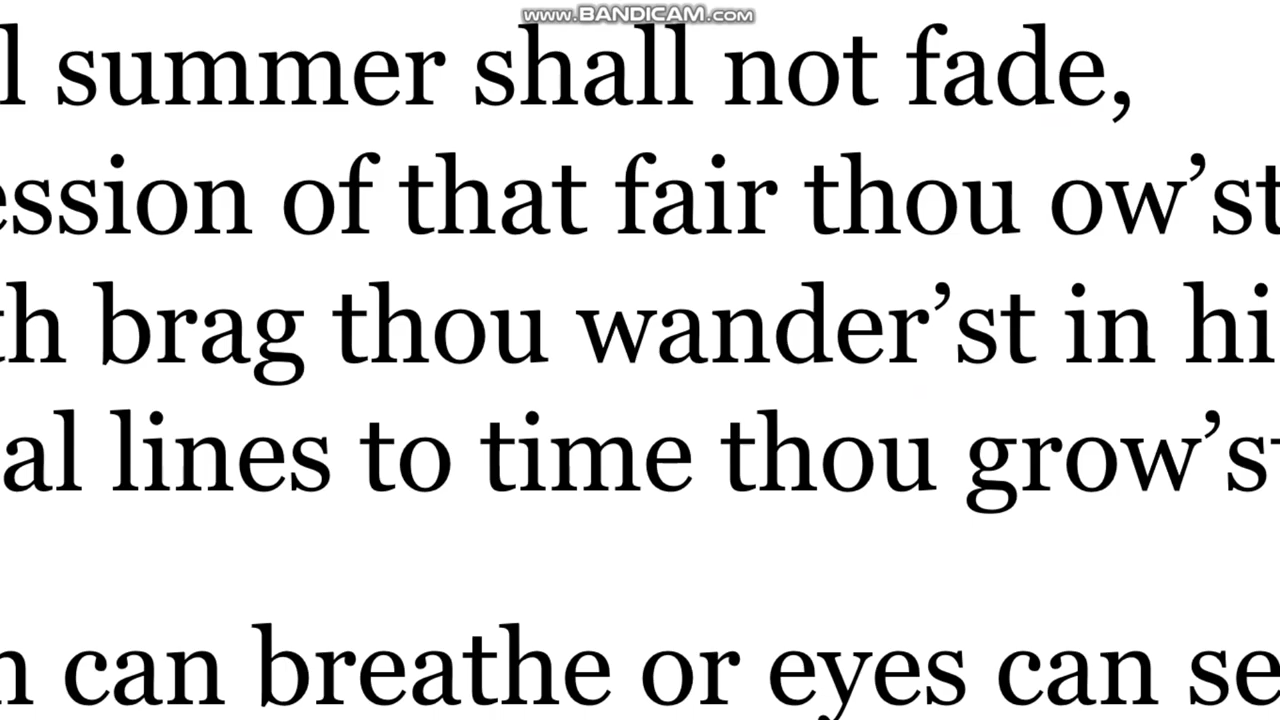 www.BANDICAM.com
l summer shall not fade,
ession of that fair thou ow’st
th brag thou wander’st in hi
al lines to time thou grow’st
n can breathe or eyes can se